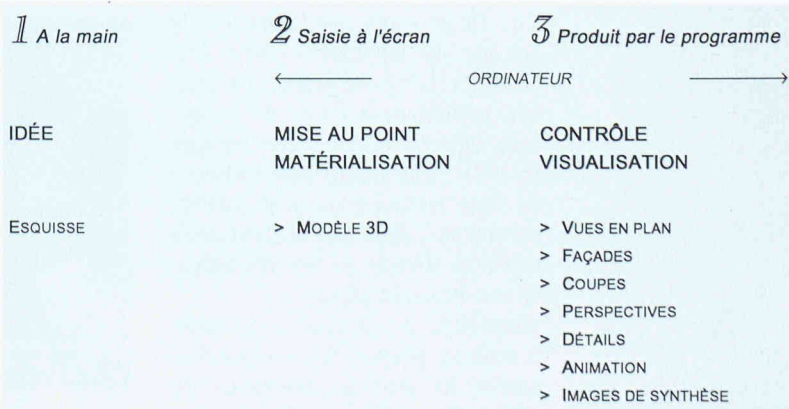 1 A la main
2 Saisie à l'écran
3 Produit par le programme
ORDINATEUR
IDÉE
MISE AU POINT
MATÉRIALISATION
CONTRÔLE
VISUALISATION
ESQUISSE
> MODÈLE 3D
> VUES EN PLAN
> FAÇADES
> COUPES
> PERSPECTIVES
> DÉTAILS
> ANIMATION
> IMAGES DE SYNTHÈSE